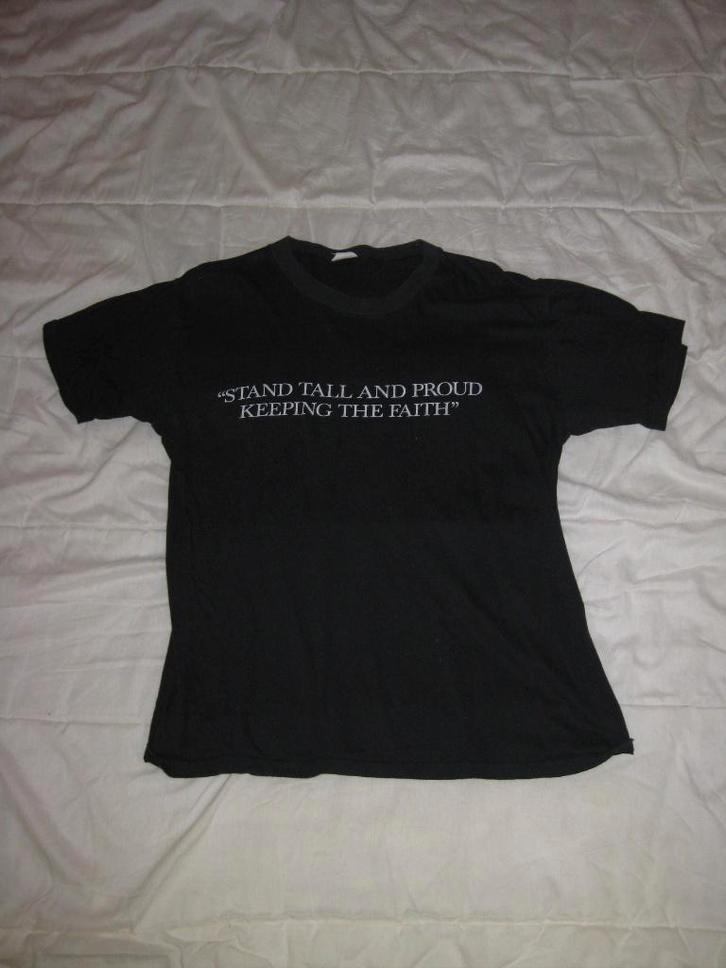 “STAND TALL AND PROUD
KEEPING THE FAITH”